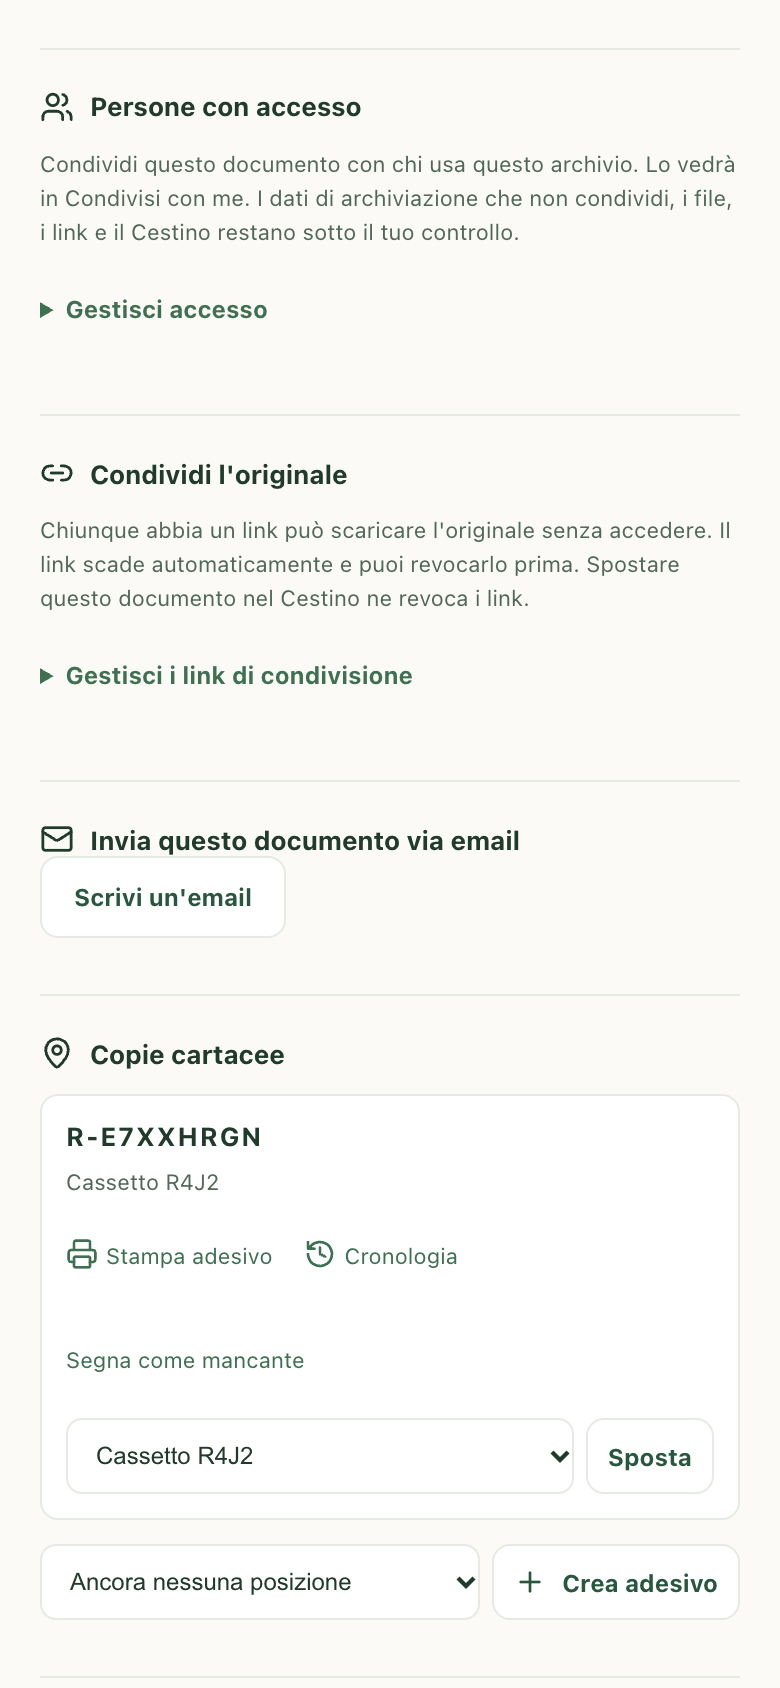 Persone con accesso
Condividi questo documento con chi usa questo archivio. Lo vedrà
in Condivisi con me. I dati di archiviazione che non condividi, i file,
i link e il Cestino restano sotto il tuo controllo.
Gestisci accesso
Condividi l'originale
Chiunque abbia un link può scaricare l'originale senza accedere. Il
link scade automaticamente e puoi revocarlo prima. Spostare
questo documento nel Cestino ne revoca i link.
Gestisci i link di condivisione
Invia questo documento via email
Scrivi un'email
Copie cartacee
R-E7XXHRGN
Cassetto R4J2
Stampa adesivo Cronologia
Segna come mancante
Cassetto R4J2 Sposta
Ancora nessuna posizione Crea adesivo